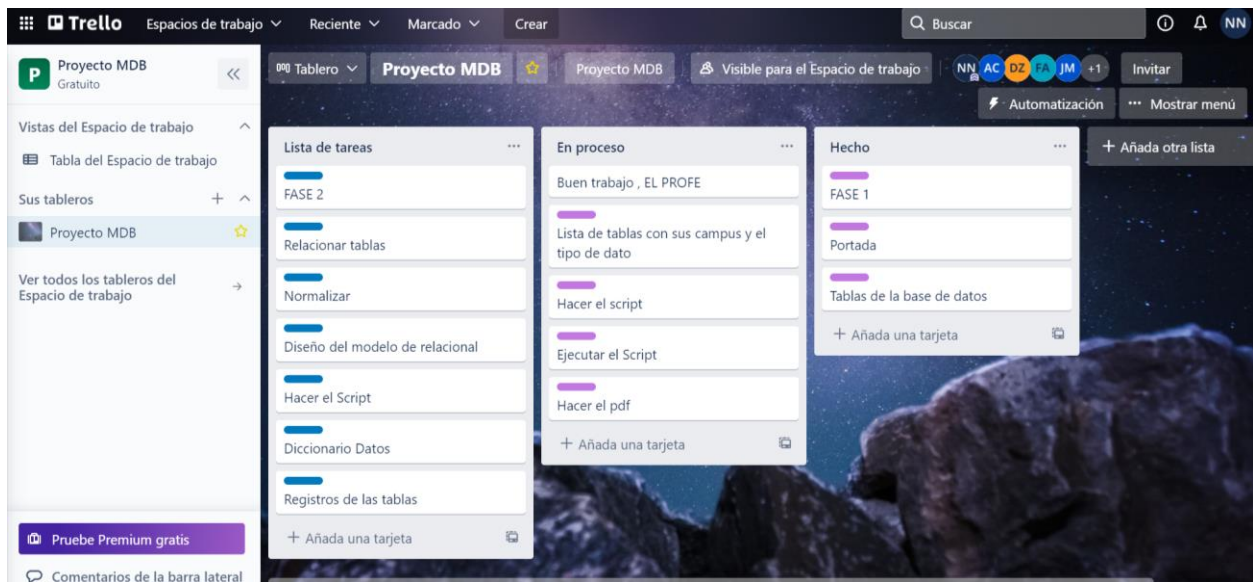 Trello Espacios de trabajo Reciente Marcado Crear Buscar NN
P Proyecto MDB
Gratuito
Vistas del Espacio de trabajo
Tabla del Espacio de trabajo
Sus tableros
Proyecto MDB
Ver todos los tableros del
Espacio de trabajo
Pruebe Premium gratis
Comentarios de la barra lateral
Tablero Proyecto MDB Proyecto MDB Visible para el Espacio de trabajo NN AC DZ FA JM +1 Invitar
Automatización Mostrar menú
Lista de tareas
FASE 2
Relacionar tablas
Normalizar
Diseño del modelo de relacional
Hacer el Script
Diccionario Datos
Registros de las tablas
+ Añada una tarjeta
En proceso
Buen trabajo , EL PROFE
Lista de tablas con sus campus y el
tipo de dato
Hacer el script
Ejecutar el Script
Hacer el pdf
+ Añada una tarjeta
Hecho
FASE 1
Portada
Tablas de la base de datos
+ Añada una tarjeta
+ Añada otra lista